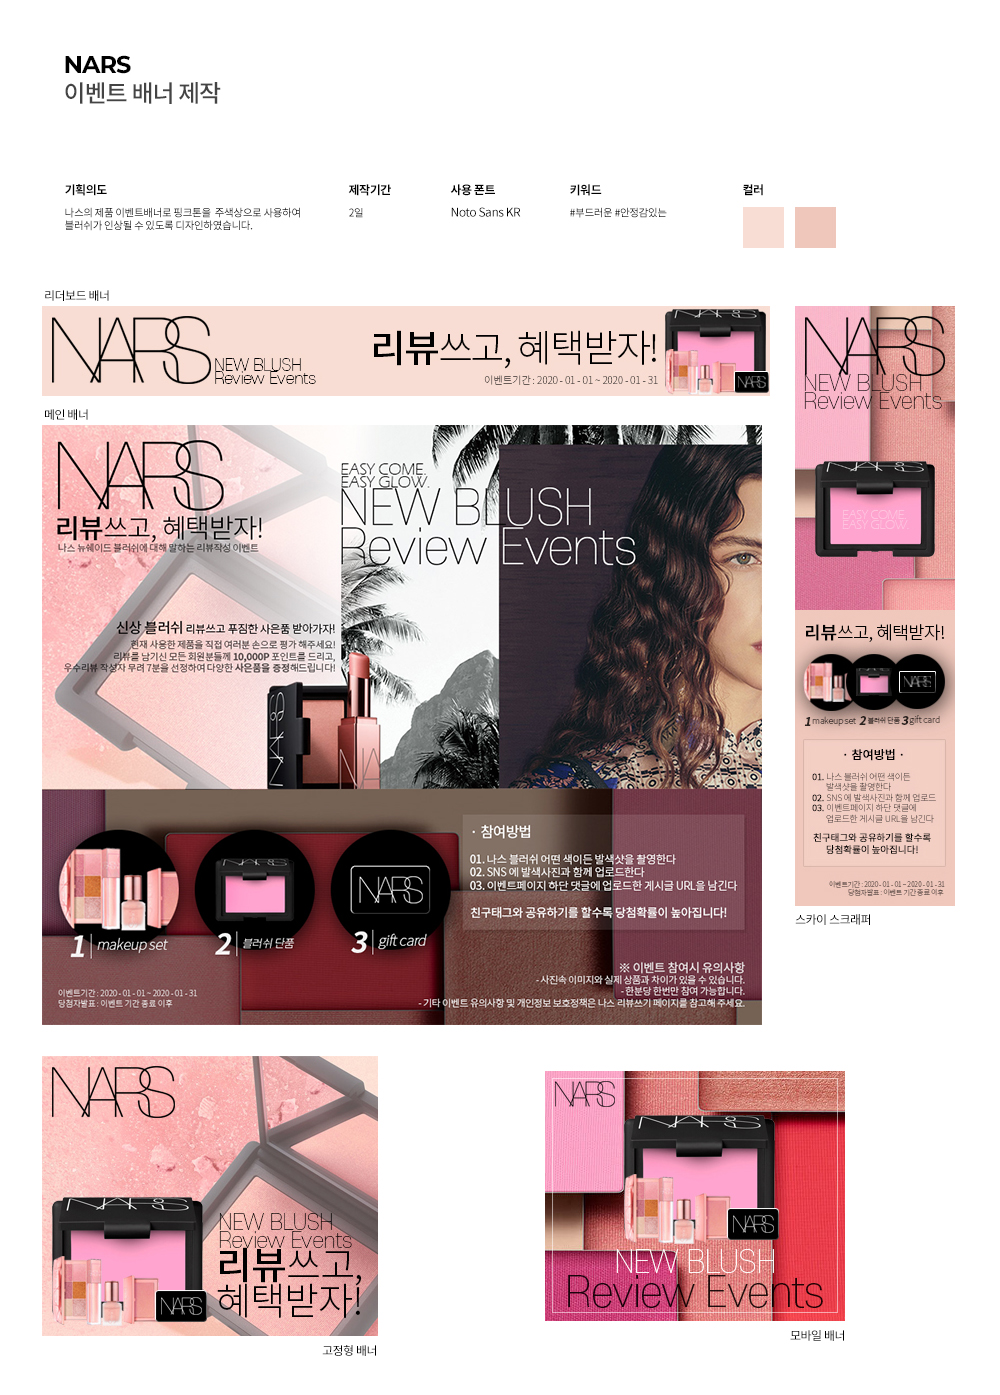 NARS
이벤트 배너 제작
기획의도
나스의 제품 이벤트배너로 핑크톤을 주색상으로 사용하여
블러쉬가 인상될 수 있도록 디자인하였습니다.
제작기간
2일
사용 폰트
Noto Sans KR
키워드
#부드러운 #안정감있는
컬러
리더보드 배너
NARS
NEW BLUSH
Review Events
리뷰쓰고, 혜택받자!
이벤트기간 : 2020 - 01 - 01 ~ 2020 - 01 - 31
NARS
NARS
메인 배너
NARS
리뷰쓰고, 혜택받자!
나스 뉴쉐이드 블러쉬에 대해 말하는 리뷰작성 이벤트
EASY COME.
EASY GLOW.
NEW BLUSH
Review Events
신상 블러쉬 리뷰쓰고 푸짐한 사은품 받아가자!
현재 사용한 제품을 직접 여러분 손으로 평가 해주세요!
리뷰를 남기신 모든 회원분들께 10,000P 포인트를 드리고,
우수리뷰 작성자 무려 7분을 선정하여 다양한 사은품을 증정해드립니다!
NARS
NA
NARS
NARS
1 makeup set
2 블러쉬 단품
3 gift card
이벤트기간 : 2020 - 01 - 01 ~ 2020 - 01 - 31
당첨자발표 : 이벤트 기간 종료 이후
· 참여방법
01. 나스 블러쉬 어떤 색이든 발색샷을 촬영한다
02. SNS 에 발색사진과 함께 업로드한다
03. 이벤트페이지 하단 댓글에 업로드한 게시글 URL을 남긴다
친구태그와 공유하기를 할수록 당첨확률이 높아집니다!
※ 이벤트 참여시 유의사항
- 사진속 이미지와 실제 상품과 차이가 있을 수 있습니다.
- 한분당 한번만 참여 가능합니다.
- 기타 이벤트 유의사항 및 개인정보 보호정책은 나스 리뷰쓰기 페이지를 참고해 주세요.
NARS
NEW BLUSH
Review Events
NARS
EASY COME.
EASY GLOW.
리뷰쓰고, 혜택받자!
NARS
1 makeup set 2 블러쉬 단품 3 gift card
· 참여방법 ·
01. 나스 블러쉬 어떤 색이든
발색샷을 촬영한다
02. SNS 에 발색사진과 함께 업로드
03. 이벤트페이지 하단 댓글에
업로드한 게시글 URL을 남긴다
친구태그와 공유하기를 할수록
당첨확률이 높아집니다!
이벤트기간 : 2020 - 01 - 01 ~ 2020 - 01 - 31
당첨자발표 : 이벤트 기간 종료 이후
스카이 스크래퍼
NARS
NARS
NARS
NEW BLUSH
Review Events
리뷰쓰고,
혜택받자!
고정형 배너
NARS
NARS
NARS
NEW BLUSH
Review Events
모바일 배너